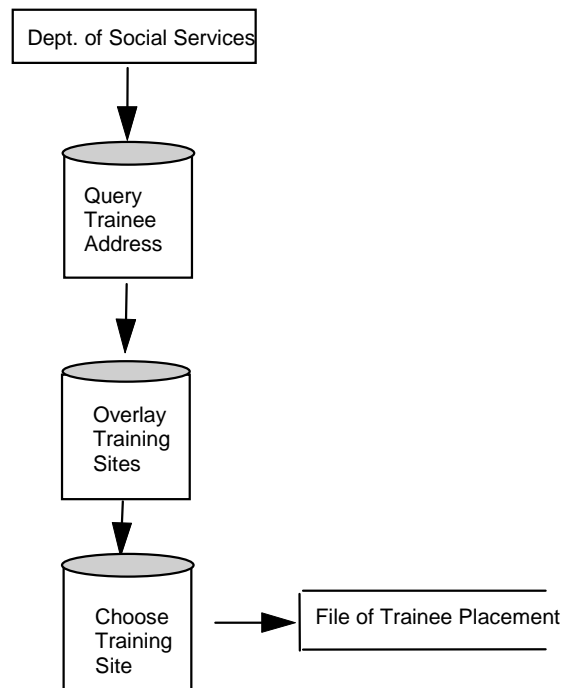 Dept. of Social Services
Query
Trainee
Address
Overlay
Training
Sites
Choose
Training
Site
File of Trainee Placement